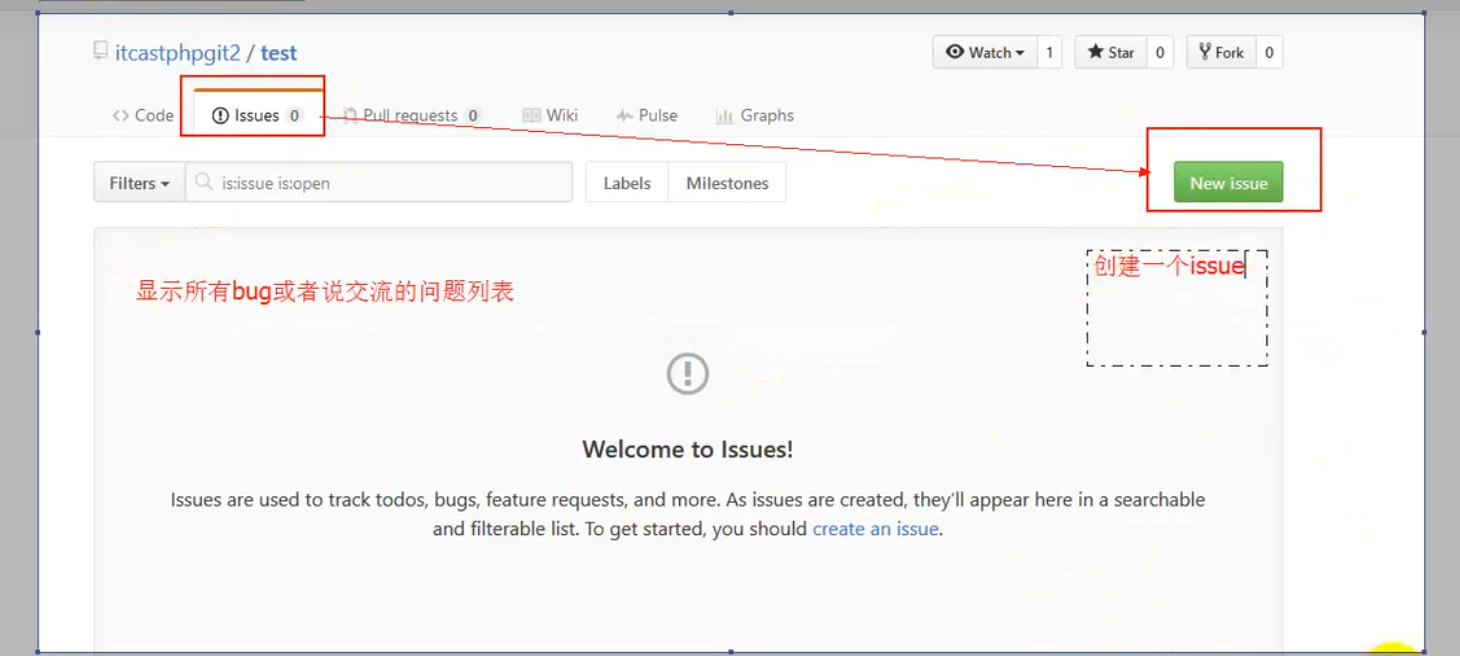 itcastphpgit2 / test
Watch 1 Star 0 Fork 0
Code Issues 0 Pull requests 0 Wiki Pulse Graphs
Filters is:issue is:open Labels Milestones New issue
创建一个issue
显示所有bug或者说交流的问题列表
Welcome to Issues!
Issues are used to track todos, bugs, feature requests, and more. As issues are created, they’ll appear here in a searchable
and filterable list. To get started, you should create an issue.